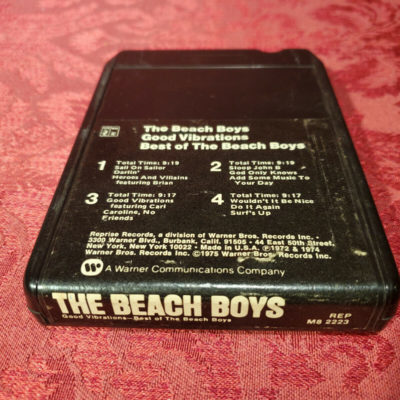 The Beach Boys
Good Vibrations
Best of The Beach Boys
1 Total Time: 9:19
Sail On Sailor
Darlin'
Heroes And Villains
featuring Brian
2 Total Time: 9:19
Sloop John B
God Only Knows
Add Some Music To
Your Day
3 Total Time: 9:17
Good Vibrations
featuring Carl
Caroline, No
Friends
4 Total Time: 9:17
Wouldn't It Be Nice
Do It Again
Surf's Up
Reprise Records, a division of Warner Bros. Records Inc. •
3300 Warner Blvd., Burbank, Calif. 91505 • 44 East 50th Street,
New York, New York 10022 • Made in U.S.A. ℗1972 & 1974
Warner Bros. Records Inc. ©1975 Warner Bros. Records Inc.
A Warner Communications Company
THE BEACH BOYS
Good Vibrations—Best of The Beach Boys
REP
M8 2223